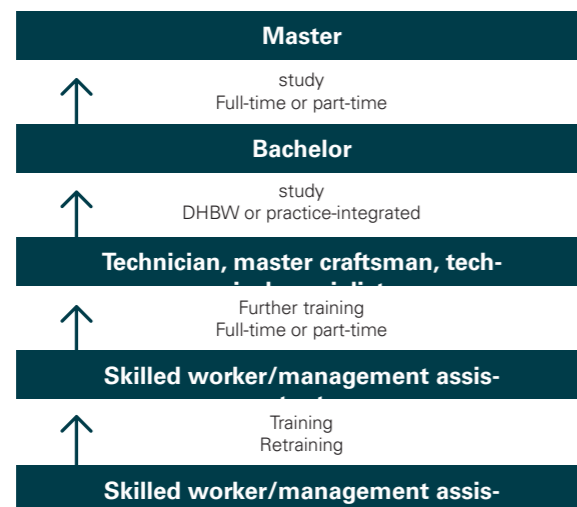 Master
study
Full-time or part-time
Bachelor
study
DHBW or practice-integrated
Technician, master craftsman, tech-
Further training
Full-time or part-time
Skilled worker/management assis-
Training
Retraining
Skilled worker/management assis-